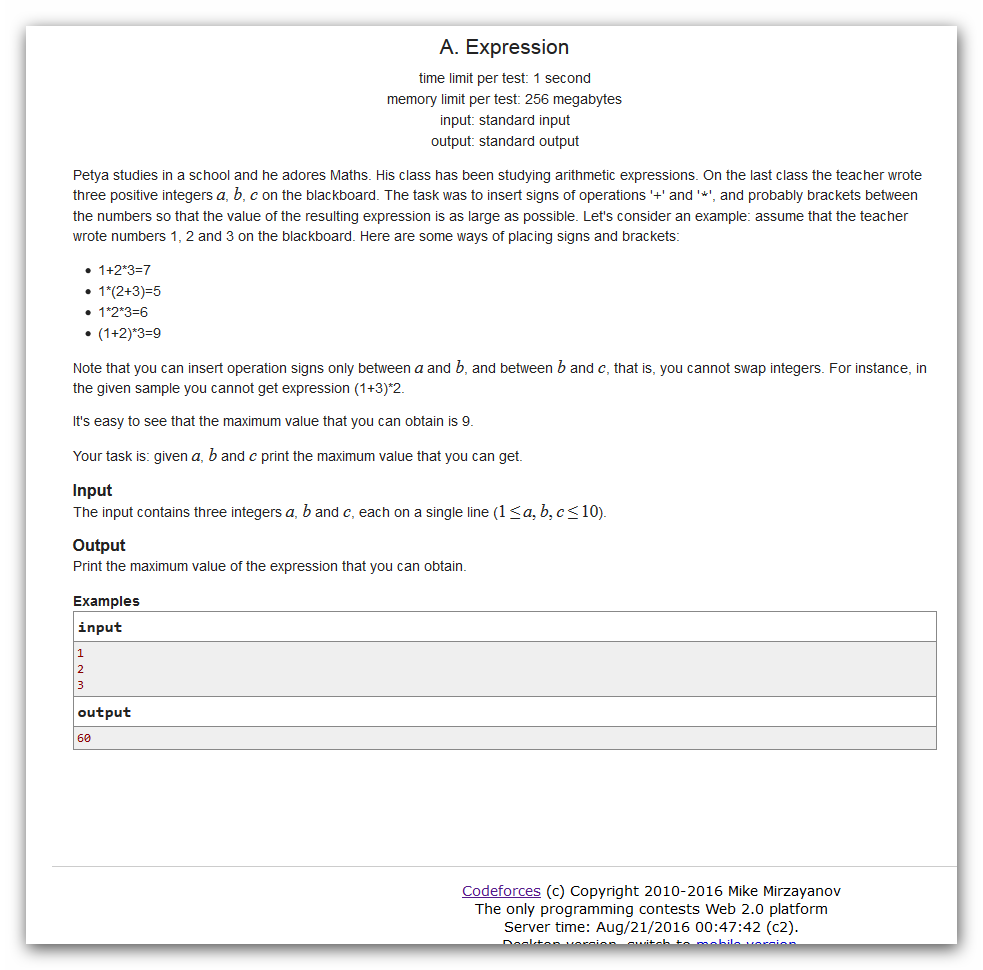 A. Expression
time limit per test: 1 second
memory limit per test: 256 megabytes
input: standard input
output: standard output
Petya studies in a school and he adores Maths. His class has been studying arithmetic expressions. On the last class the teacher wrote
three positive integers a, b, c on the blackboard. The task was to insert signs of operations '+' and '*', and probably brackets between
the numbers so that the value of the resulting expression is as large as possible. Let's consider an example: assume that the teacher
wrote numbers 1, 2 and 3 on the blackboard. Here are some ways of placing signs and brackets:
• 1+2*3=7
• 1*(2+3)=5
• 1*2*3=6
• (1+2)*3=9
Note that you can insert operation signs only between a and b, and between b and c, that is, you cannot swap integers. For instance, in
the given sample you cannot get expression (1+3)*2.
It's easy to see that the maximum value that you can obtain is 9.
Your task is: given a, b and c print the maximum value that you can get.
Input
The input contains three integers a, b and c, each on a single line (1 ≤ a, b, c ≤ 10).
Output
Print the maximum value of the expression that you can obtain.
Examples
input
1
2
3
output
60
Codeforces (c) Copyright 2010-2016 Mike Mirzayanov
The only programming contests Web 2.0 platform
Server time: Aug/21/2016 00:47:42 (c2).
Desktop version, switch to mobile version.